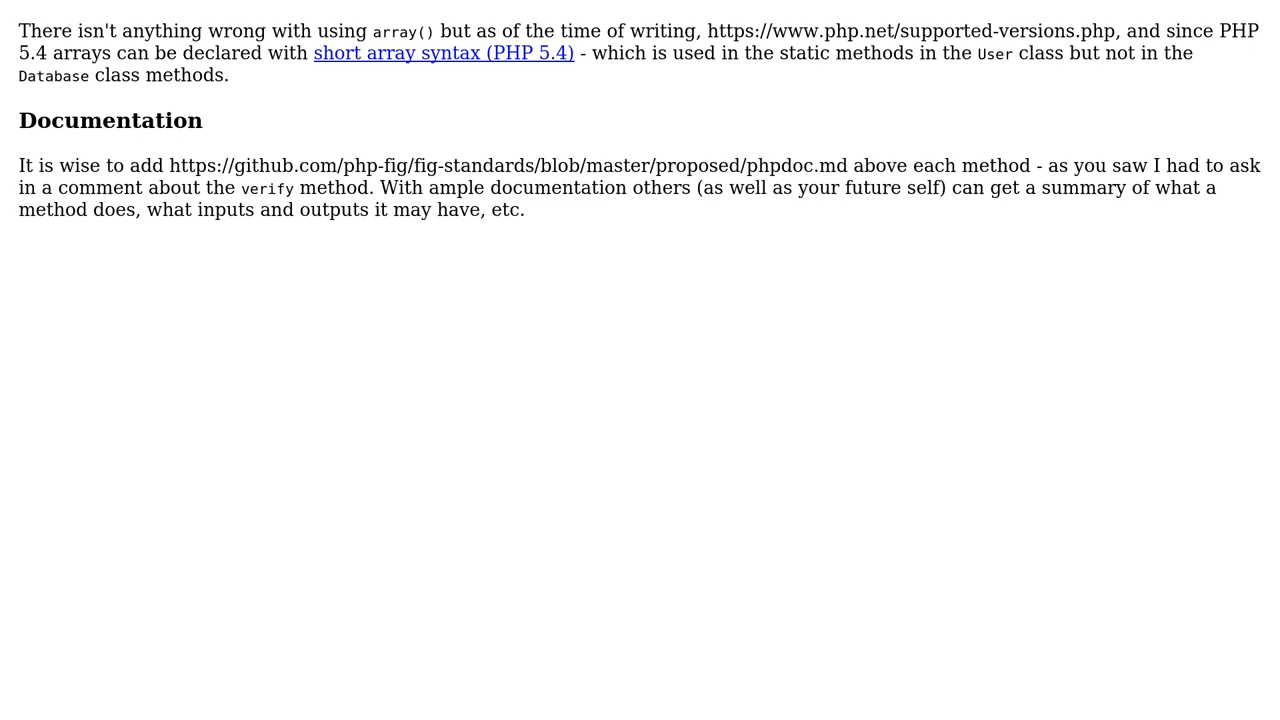 There isn't anything wrong with using array() but as of the time of writing, https://www.php.net/supported-versions.php, and since PHP
5.4 arrays can be declared with short array syntax (PHP 5.4) - which is used in the static methods in the User class but not in the
Database class methods.
Documentation
It is wise to add https://github.com/php-fig/fig-standards/blob/master/proposed/phpdoc.md above each method - as you saw I had to ask
in a comment about the verify method. With ample documentation others (as well as your future self) can get a summary of what a
method does, what inputs and outputs it may have, etc.